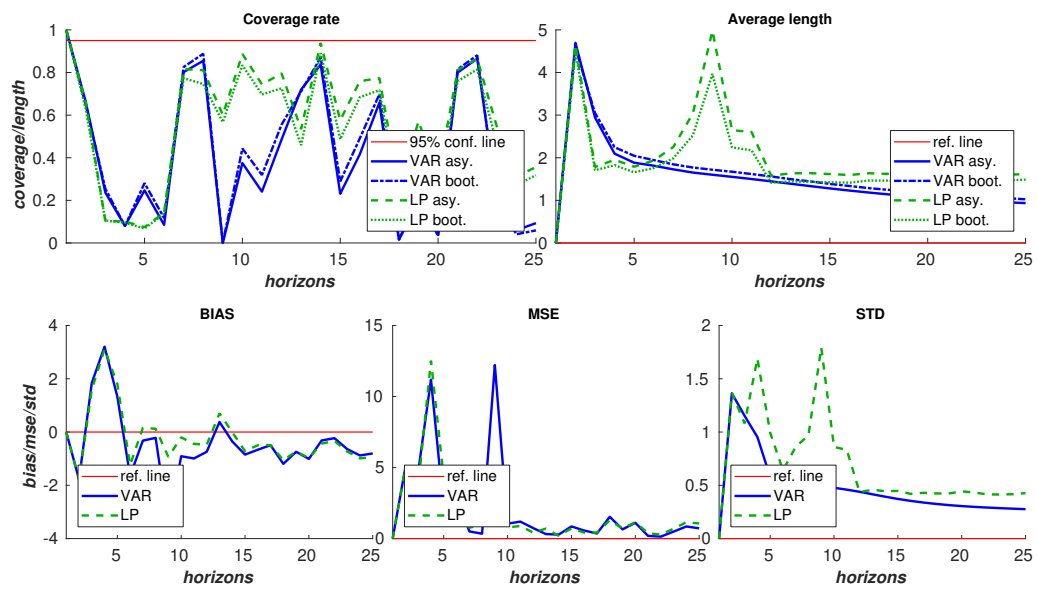 Coverage rate
Average length
coverage/length
1
0.8
0.6
0.4
0.2
0
5
10
15
20
25
horizons
95% conf. line
VAR asy.
VAR boot.
LP asy.
LP boot.
5
4
3
2
1
0
5
10
15
20
25
horizons
ref. line
VAR asy.
VAR boot.
LP asy.
LP boot.
BIAS
MSE
STD
bias/mse/std
4
2
0
-2
-4
5
10
15
20
25
horizons
ref. line
VAR
LP
15
10
5
0
5
10
15
20
25
horizons
ref. line
VAR
LP
2
1.5
1
0.5
0
5
10
15
20
25
horizons
ref. line
VAR
LP